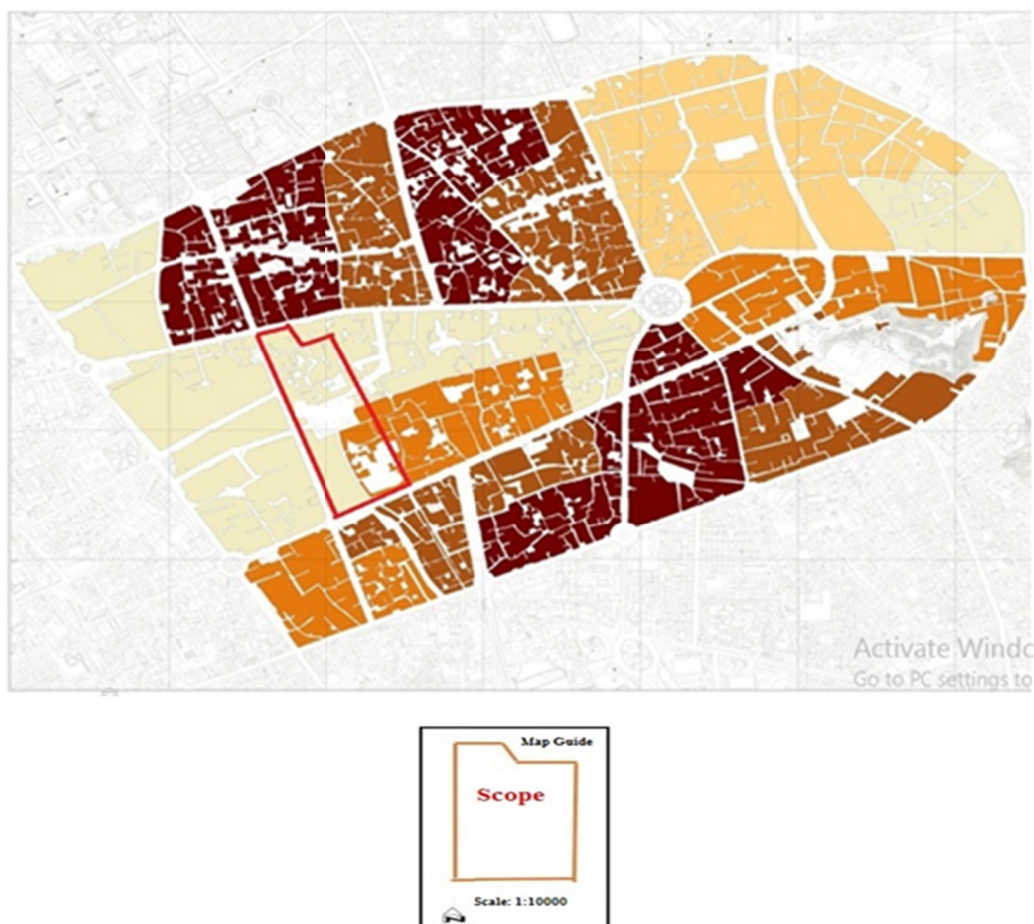 Activate Windo
Go to PC settings to
Map Guide
Scope
Scale: 1:10000